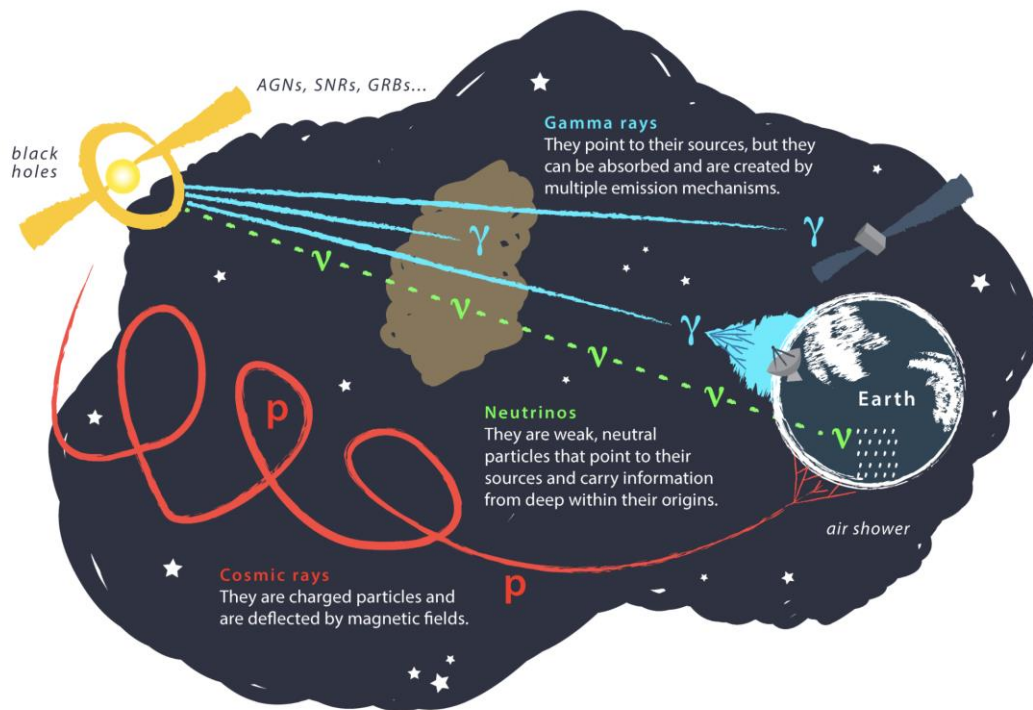 AGNs, SNRs, GRBs...
black
holes
Gamma rays
They point to their sources, but they
can be absorbed and are created by
multiple emission mechanisms.
γ
γ
ν
ν
γ
ν
ν
Earth
ν
p
Neutrinos
They are weak, neutral
particles that point to their
sources and carry information
from deep within their origins.
air shower
p
Cosmic rays
They are charged particles and
are deflected by magnetic fields.